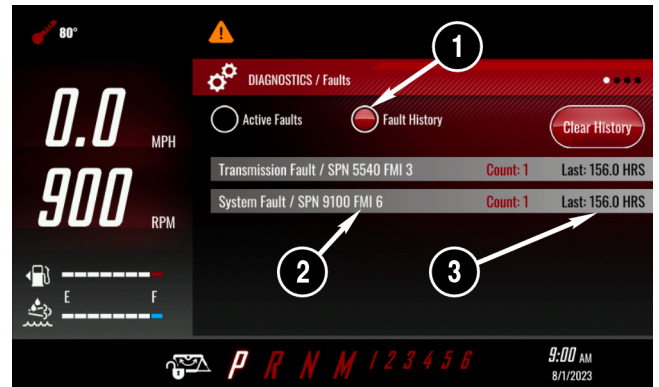 80°
1
DIAGNOSTICS / Faults
Active Faults
Fault History
Clear History
0.0 MPH
Transmission Fault / SPN 5540 FMI 3 Count: 1 Last: 156.0 HRS
System Fault / SPN 9100 FMI 6 Count: 1 Last: 156.0 HRS
900 RPM
2
3
E F
P R N M 1 2 3 4 5 6
9:00 AM
8/1/2023